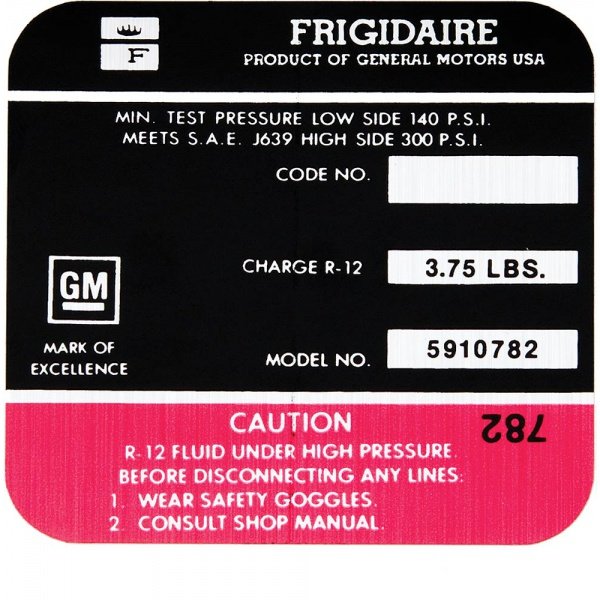 F
FRIGIDAIRE
PRODUCT OF GENERAL MOTORS USA
MIN. TEST PRESSURE LOW SIDE 140 P.S.I.
MEETS S.A.E. J639 HIGH SIDE 300 P.S.I.
CODE NO.
CHARGE R-12 3.75 LBS.
GM
MARK OF
EXCELLENCE
MODEL NO. 5910782
CAUTION
782
R-12 FLUID UNDER HIGH PRESSURE.
BEFORE DISCONNECTING ANY LINES:
1. WEAR SAFETY GOGGLES.
2. CONSULT SHOP MANUAL.